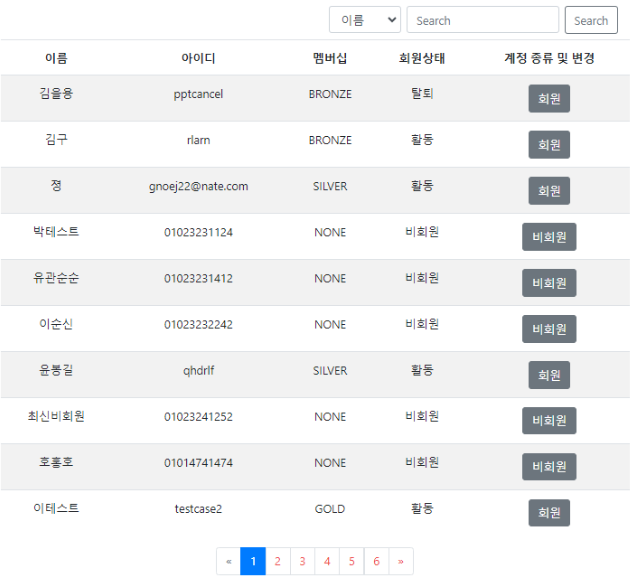 이름 Search Search
이름 아이디 멤버십 회원상태 계정 종류 및 변경
김을용 pptcancel BRONZE 탈퇴 회원
김구 rlarn BRONZE 활동 회원
졍 gnoej22@nate.com SILVER 활동 회원
박테스트 01023231124 NONE 비회원 비회원
유관순순 01023231412 NONE 비회원 비회원
이순신 01023232242 NONE 비회원 비회원
윤봉길 qhdrlf SILVER 활동 회원
최신비회원 01023241252 NONE 비회원 비회원
호홍호 01014741474 NONE 비회원 비회원
이테스트 testcase2 GOLD 활동 회원
« 1 2 3 4 5 6 »